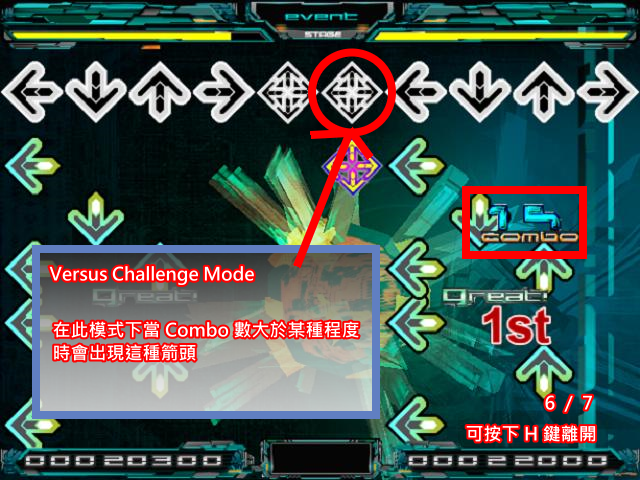 event
STAGE
15
combo
Versus Challenge Mode
great!
great!
在此模式下當 Combo 數大於某種程度
時會出現這種箭頭
1st
6 / 7
可按下 H 鍵離開
00020300
00022000